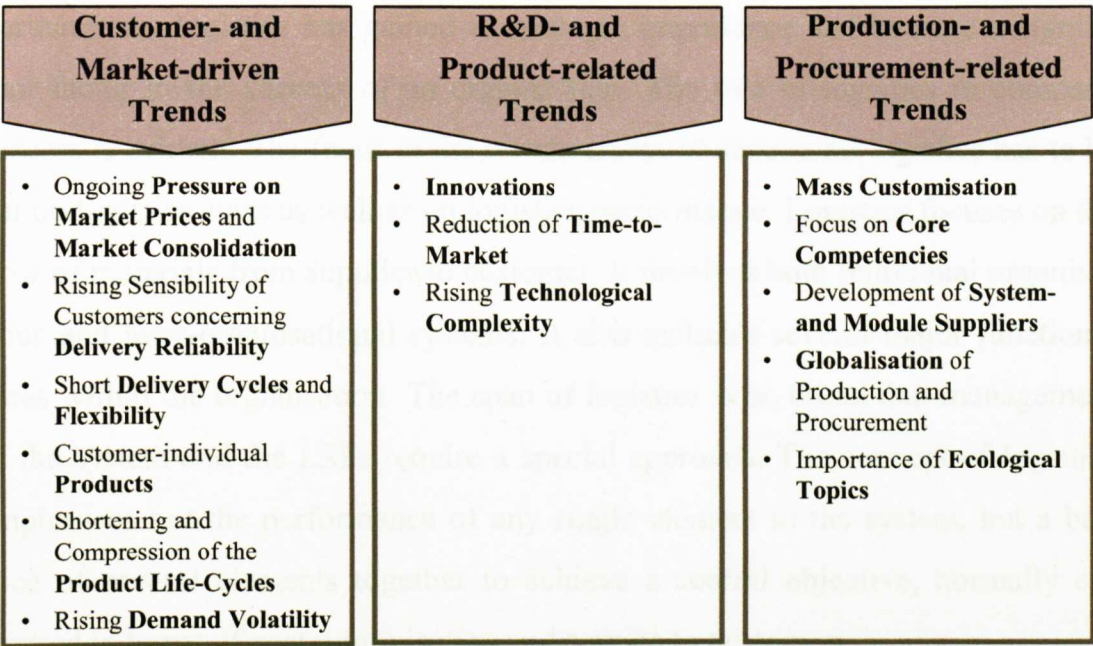 Customer- and
Market-driven
Trends
• Ongoing Pressure on
Market Prices and
Market Consolidation
• Rising Sensibility of
Customers concerning
Delivery Reliability
• Short Delivery Cycles and
Flexibility
• Customer-individual
Products
• Shortening and
Compression of the
Product Life Cycles
• Rising Demand Volatility
R&D- and
Product-related
Trends
• Innovations
• Reduction of Time-to-
Market
• Rising Technological
Complexity
Production- and
Procurement-related
Trends
• Mass Customisation
• Focus on Core
Competencies
• Development of System-
and Module Suppliers
• Globalisation of
Production and
Procurement
• Importance of Ecological
Topics